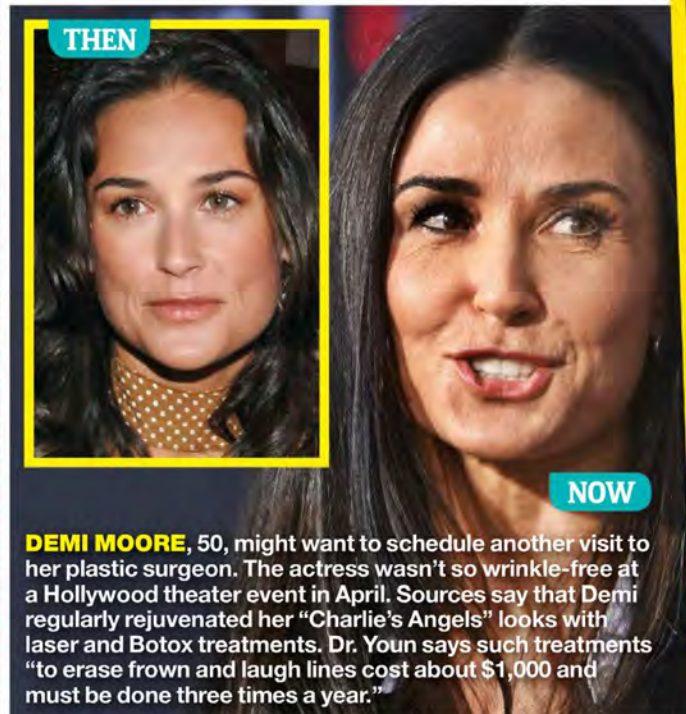 THEN
NOW
DEMI MOORE, 50, might want to schedule another visit to
her plastic surgeon. The actress wasn’t so wrinkle-free at
a Hollywood theater event in April. Sources say that Demi
regularly rejuvenated her “Charlie’s Angels” looks with
laser and Botox treatments. Dr. Youn says such treatments
“to erase frown and laugh lines cost about $1,000 and
must be done three times a year.”